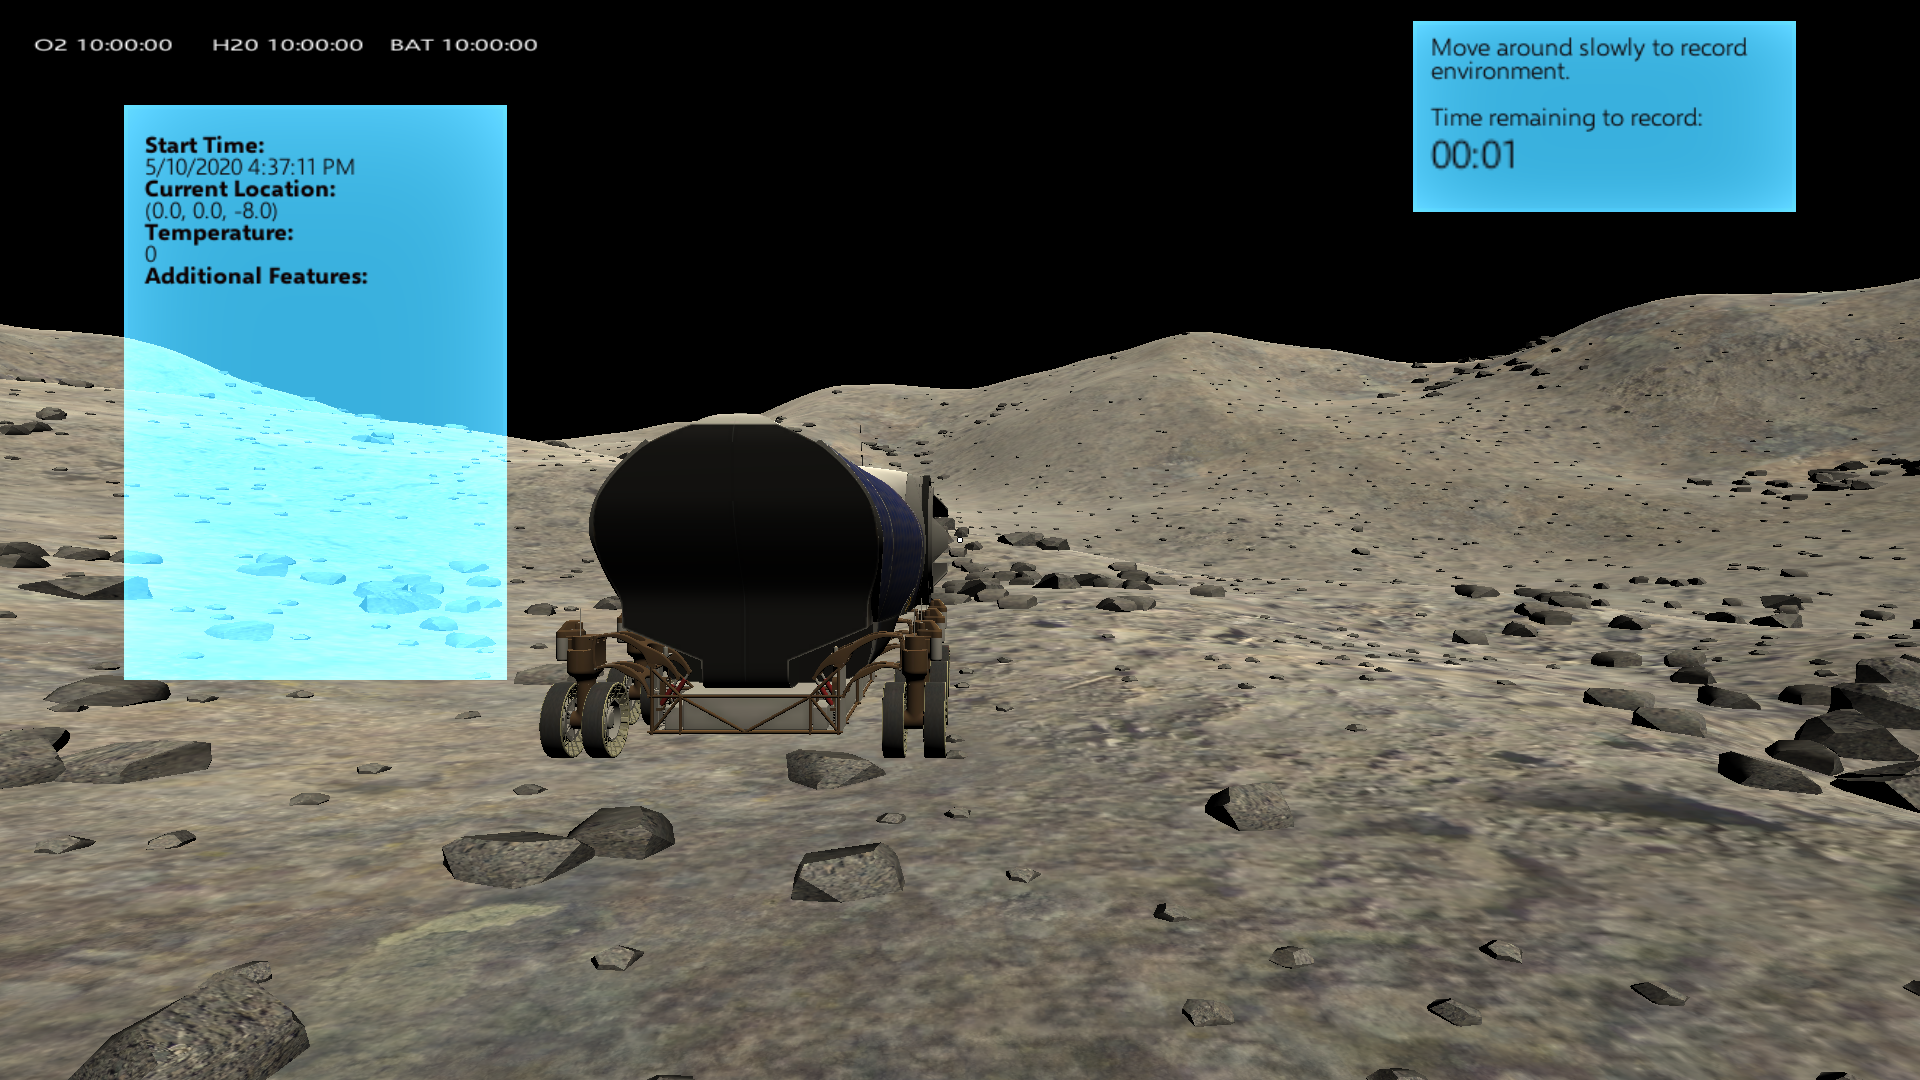 O2 10:00:00 H20 10:00:00 BAT 10:00:00
Move around slowly to record
environment.
Time remaining to record:
00:01
Start Time:
5/10/2020 4:37:11 PM
Current Location:
(0.0, 0.0, -8.0)
Temperature:
0
Additional Features: